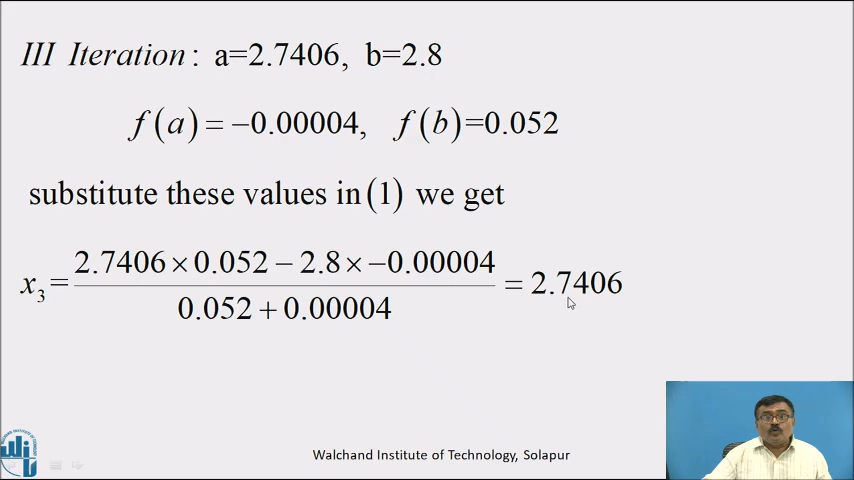 III Iteration: a=2.7406, b=2.8
f(a)=−0.00004, f(b)=0.052
substitute these values in(1) we get
x₃= 2.7406×0.052−2.8×−0.00004 / 0.052+0.00004 = 2.7406
Walchand Institute of Technology, Solapur